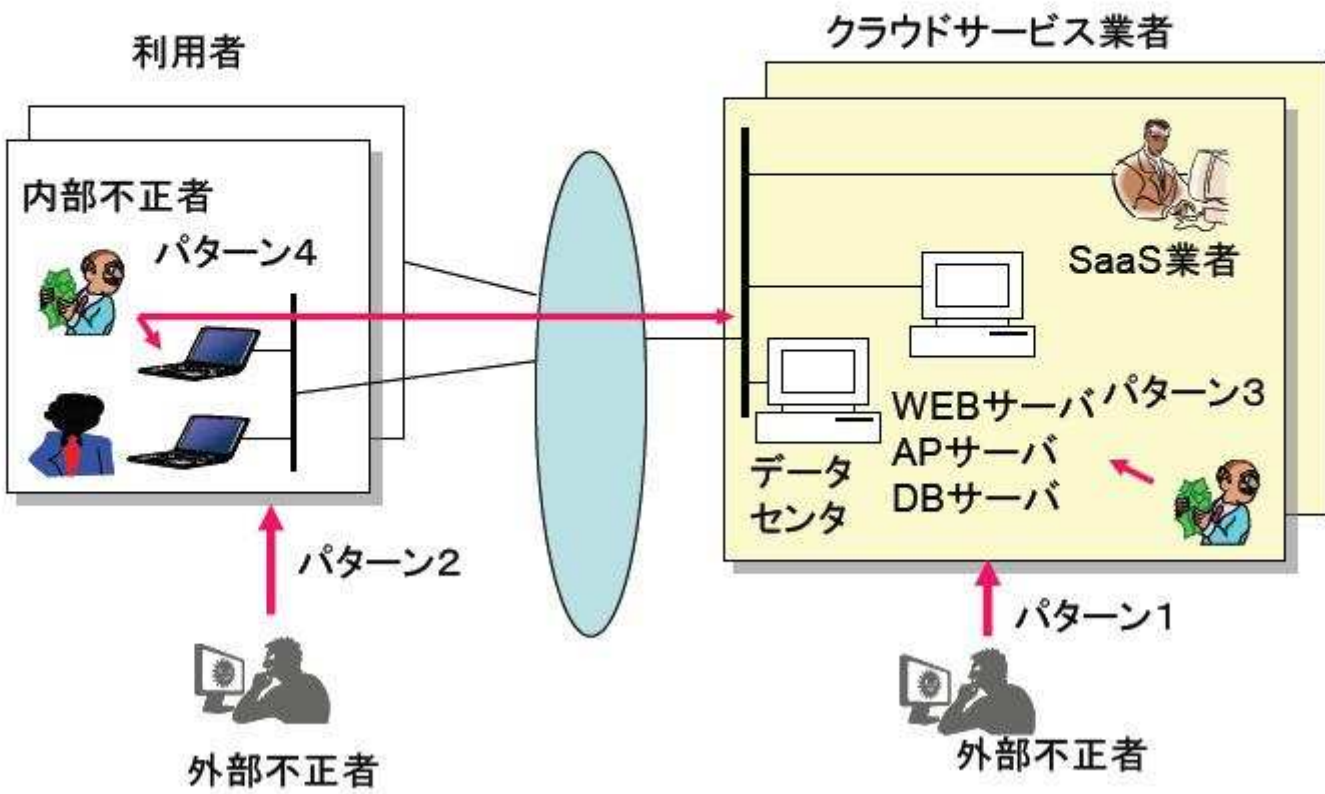 利用者
クラウドサービス業者
内部不正者
パターン4
SaaS業者
WEBサーバ
パターン3
APサーバ
DBサーバ
データ
センタ
パターン2
パターン1
外部不正者
外部不正者